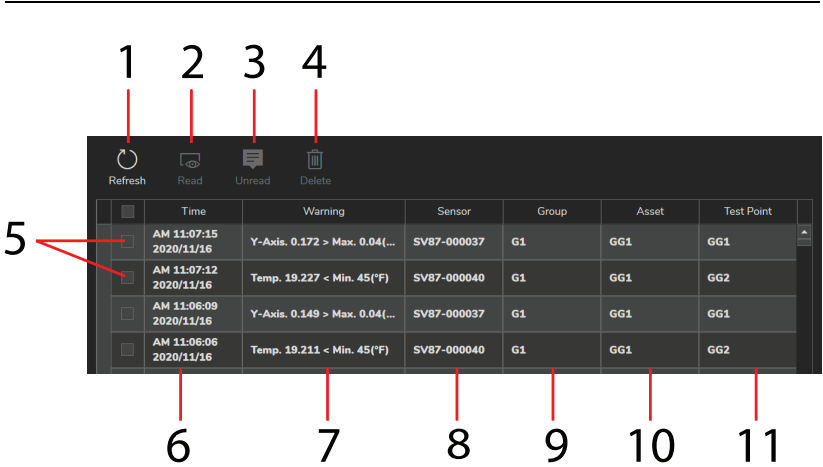 1 2 3 4
Refresh Read Unread Delete
Time Warning Sensor Group Asset Test Point
5
AM 11:07:15
2020/11/16 Y-Axis. 0.172 > Max. 0.04(... SV87-000037 G1 GG1 GG1
AM 11:07:12
2020/11/16 Temp. 19.227 < Min. 45(°F) SV87-000040 G1 GG1 GG2
AM 11:06:09
2020/11/16 Y-Axis. 0.149 > Max. 0.04(... SV87-000037 G1 GG1 GG1
AM 11:06:06
2020/11/16 Temp. 19.211 < Min. 45(°F) SV87-000040 G1 GG1 GG2
6 7 8 9 10 11